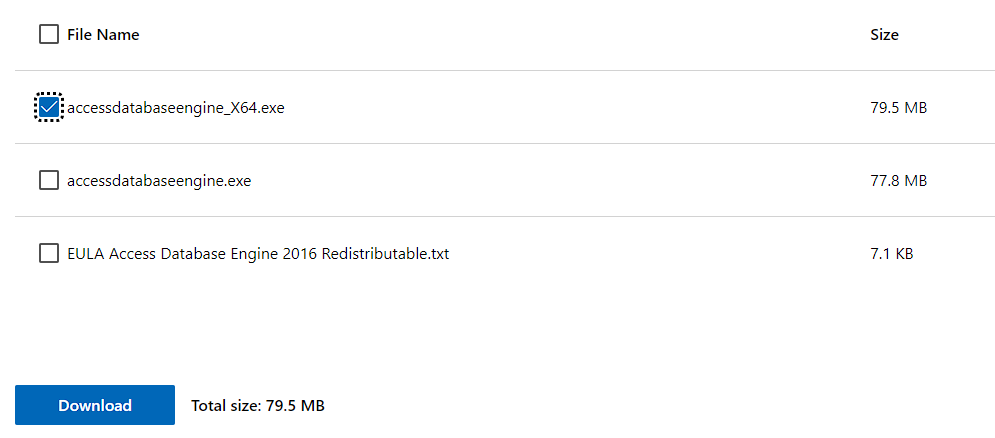 File Name Size
accessdatabaseengine_X64.exe 79.5 MB
accessdatabaseengine.exe 77.8 MB
EULA Access Database Engine 2016 Redistributable.txt 7.1 KB
Download Total size: 79.5 MB